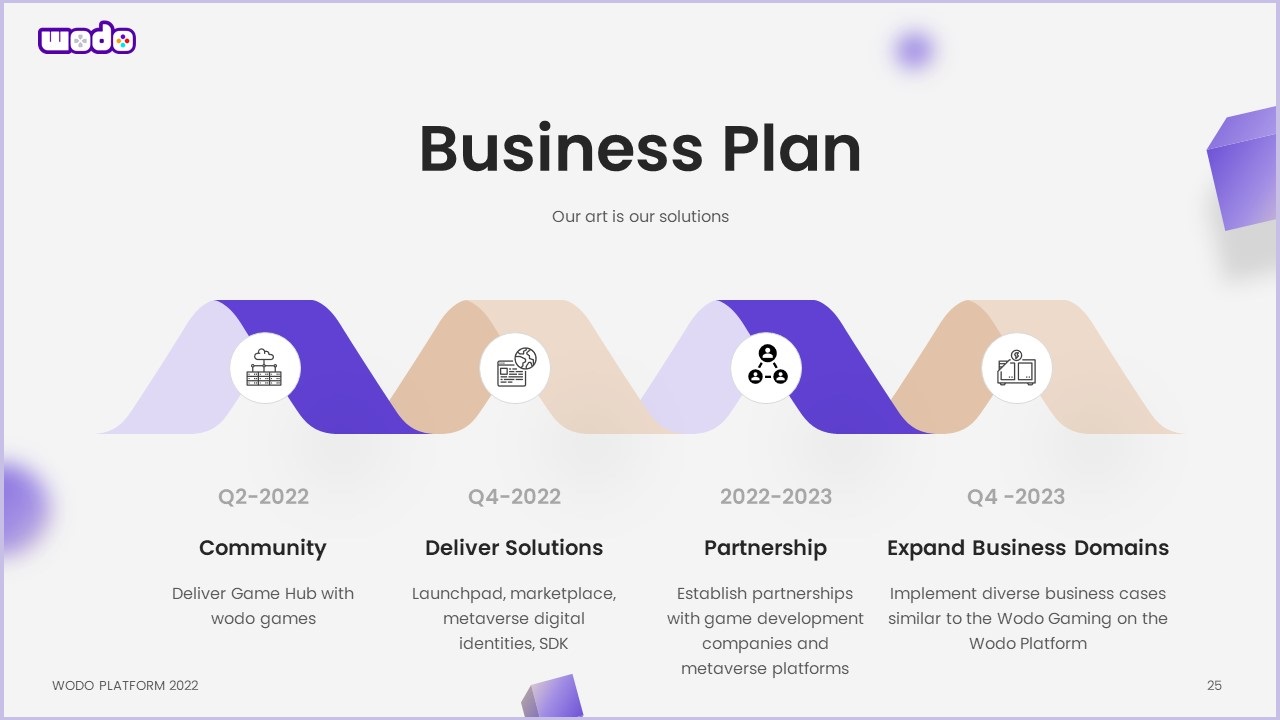 wodo
Business Plan
Our art is our solutions
Q2-2022
Community
Deliver Game Hub with
wodo games
Q4-2022
Deliver Solutions
Launchpad, marketplace,
metaverse digital
identities, SDK
2022-2023
Partnership
Establish partnerships
with game development
companies and
metaverse platforms
Q4 -2023
Expand Business Domains
Implement diverse business cases
similar to the Wodo Gaming on the
Wodo Platform
WODO PLATFORM 2022
25